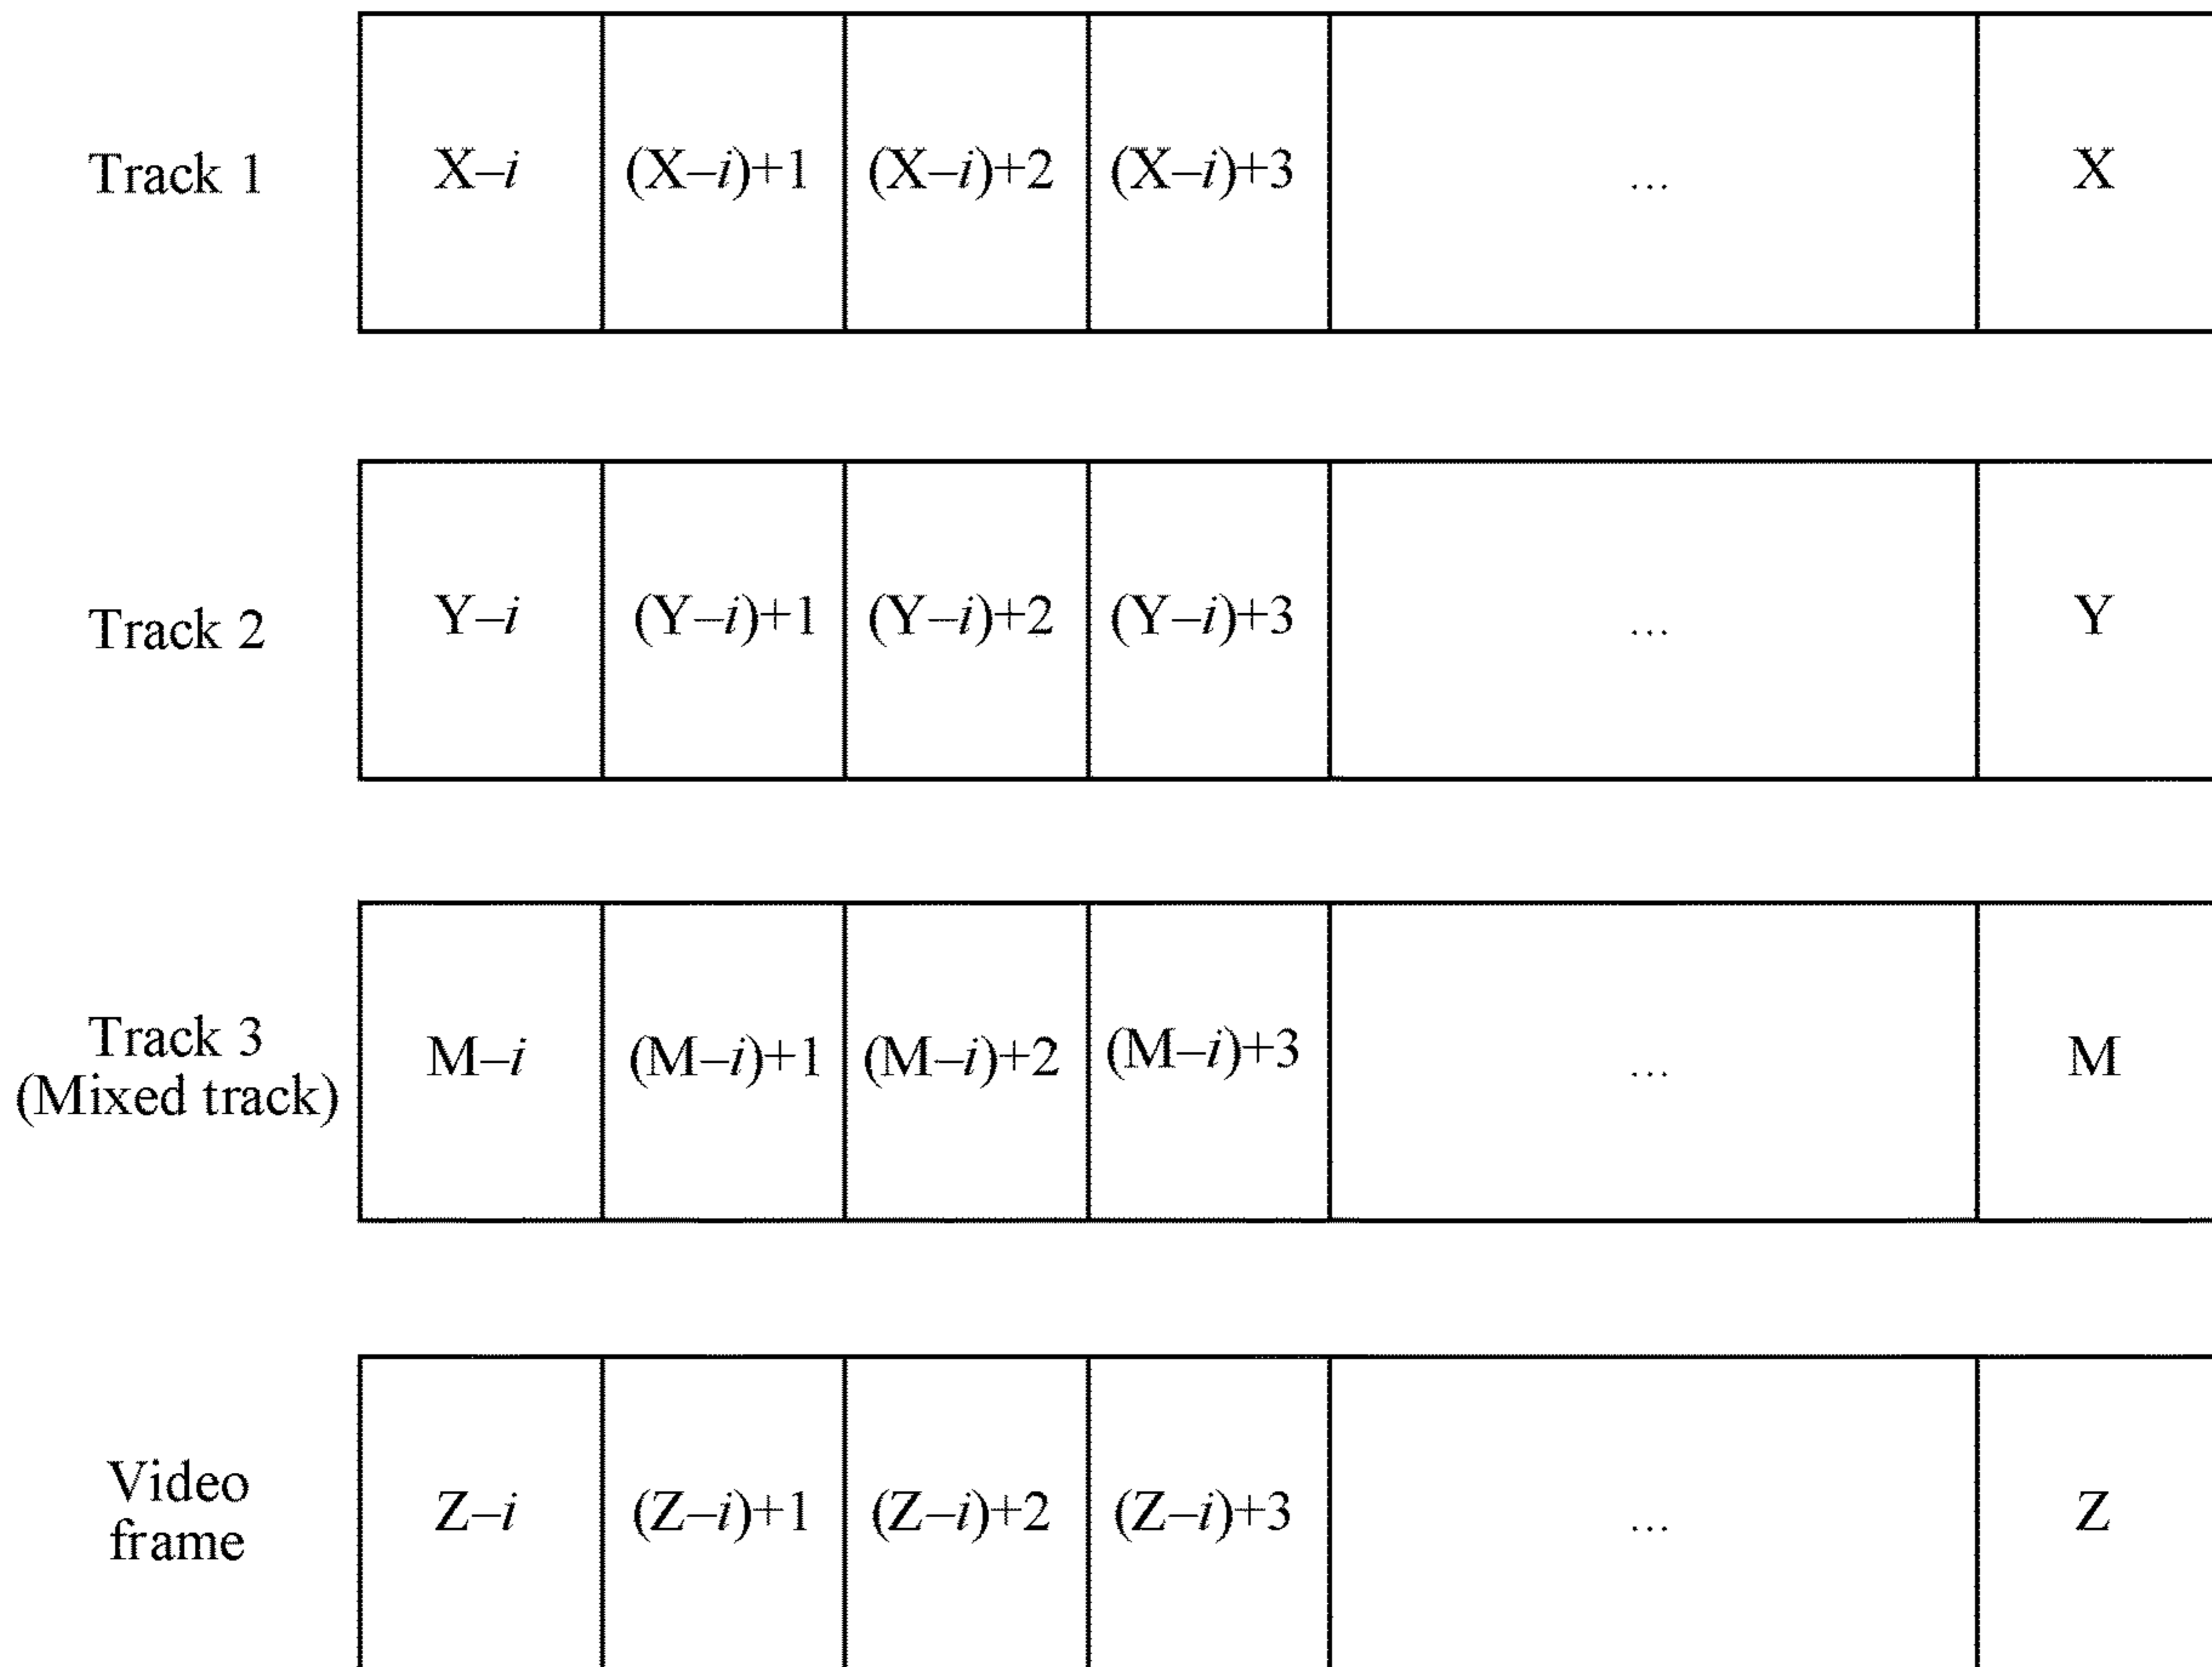 Track 1 X–i (X–i)+1 (X–i)+2 (X–i)+3 ... X
Track 2 Y–i (Y–i)+1 (Y–i)+2 (Y–i)+3 ... Y
Track 3
(Mixed track) M–i (M–i)+1 (M–i)+2 (M–i)+3 ... M
Video
frame Z–i (Z–i)+1 (Z–i)+2 (Z–i)+3 ... Z